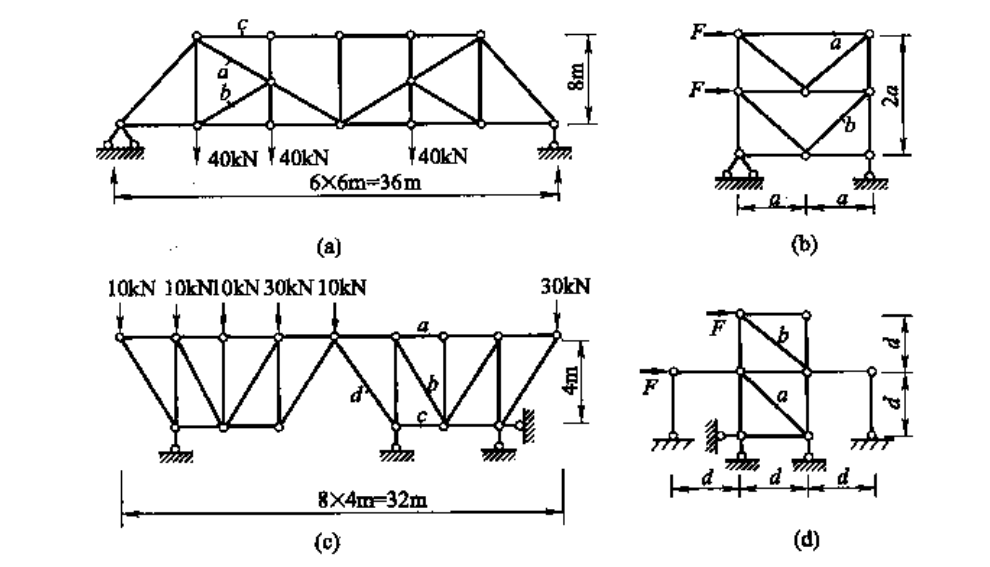 c
a
b
8m
40kN 40kN 40kN
6×6m=36m
(a)
F
a
F
b
2a
a a
(b)
10kN 10kN 10kN 30kN 10kN 30kN
a
d
b
c
4m
8×4m=32m
(c)
F
b
d
F
a
d
d d d
(d)